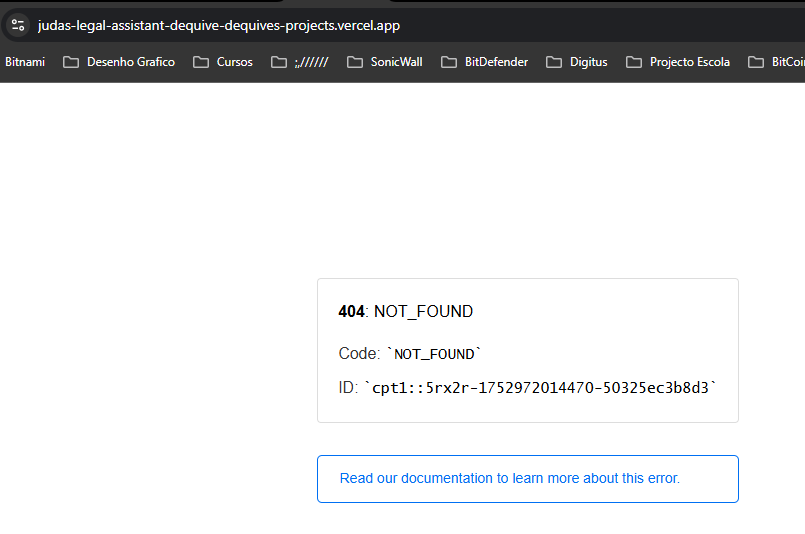 judas-legal-assistant-dequive-dequives-projects.vercel.app
Bitnami Desenho Grafico Cursos ;;////// SonicWall BitDefender Digitus Projecto Escola BitCoi
404: NOT_FOUND
Code: `NOT_FOUND`
ID: `cpt1::5rx2r-1752972014470-50325ec3b8d3`
Read our documentation to learn more about this error.